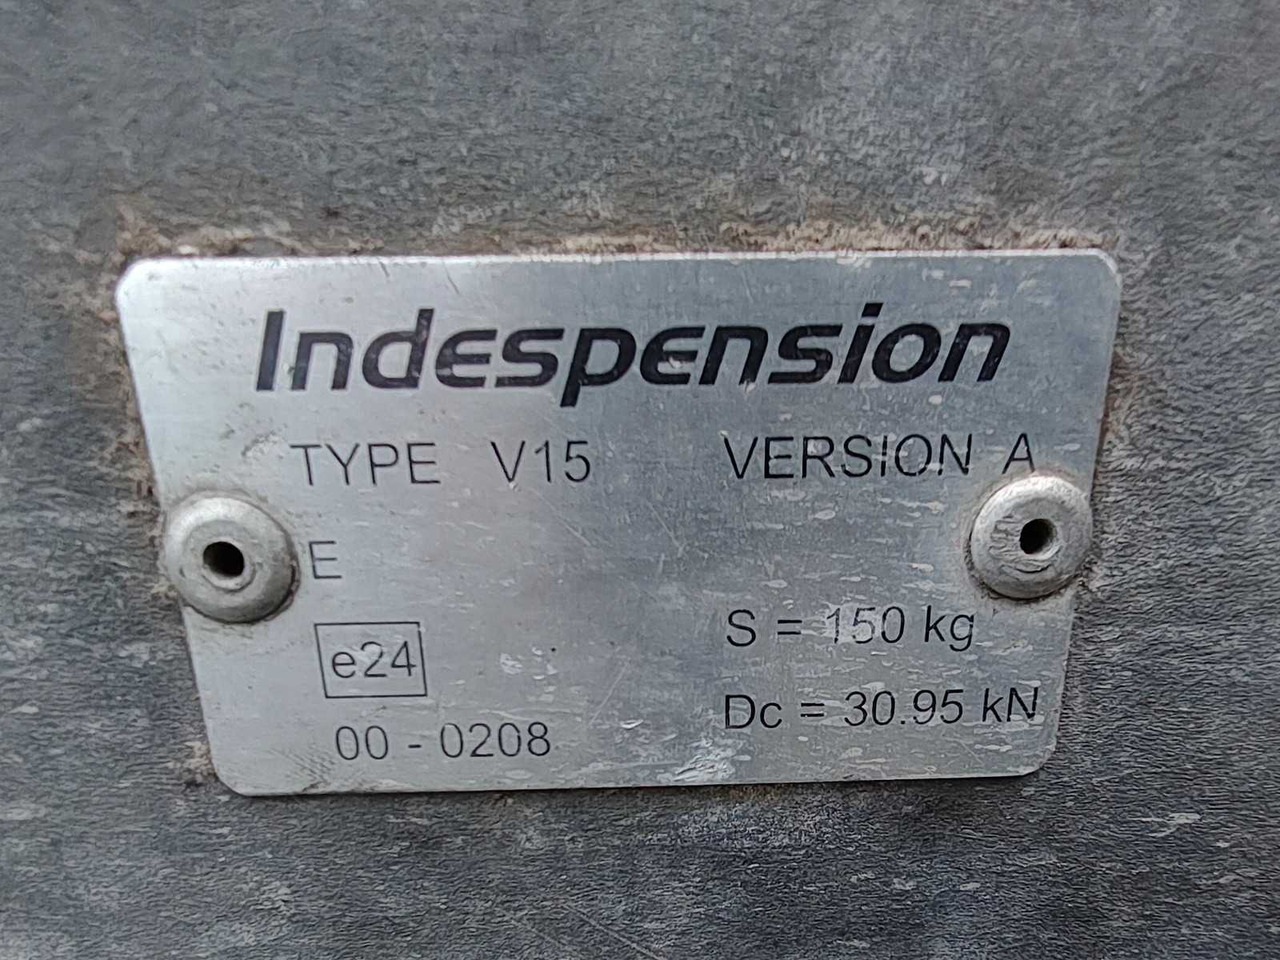 Indespension
TYPE V15 VERSION A
E
e24
S = 150 kg
00 - 0208
Dc = 30.95 kN